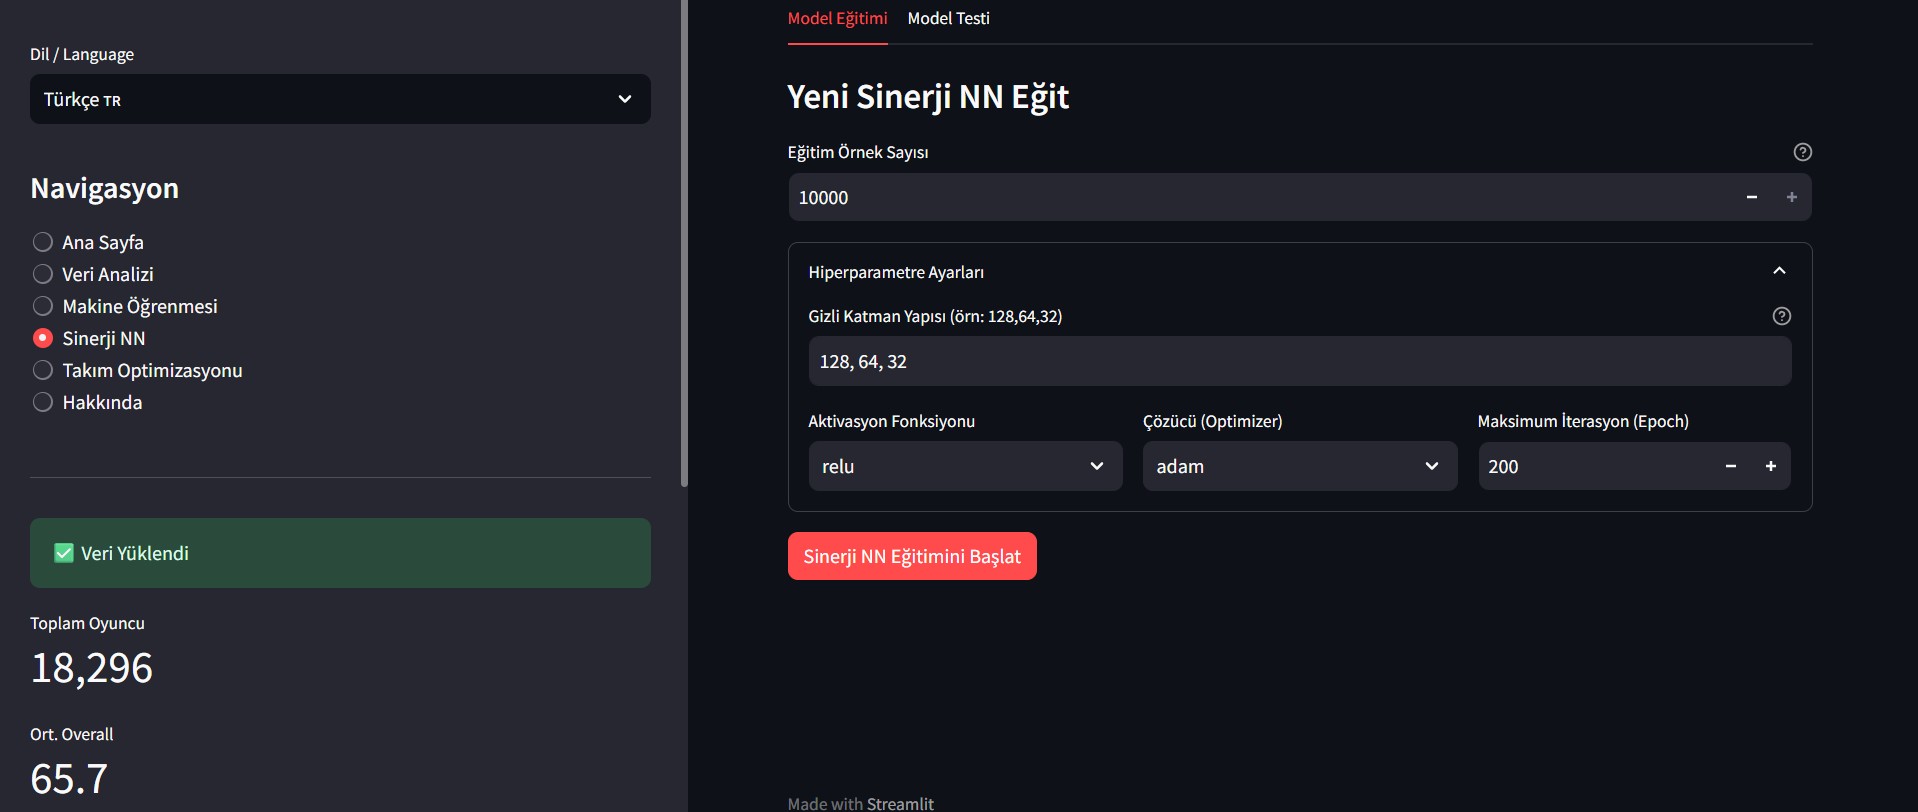 Dil / Language
Türkçe TR
Navigasyon
Ana Sayfa
Veri Analizi
Makine Öğrenmesi
Sinerji NN
Takım Optimizasyonu
Hakkında
Veri Yüklendi
Toplam Oyuncu
18,296
Ort. Overall
65.7
Model Eğitimi Model Testi
Yeni Sinerji NN Eğit
Eğitim Örnek Sayısı
10000
Hiperparametre Ayarları
Gizli Katman Yapısı (örn: 128,64,32)
128, 64, 32
Aktivasyon Fonksiyonu Çözücü (Optimizer) Maksimum İterasyon (Epoch)
relu adam 200
Sinerji NN Eğitimini Başlat
Made with Streamlit